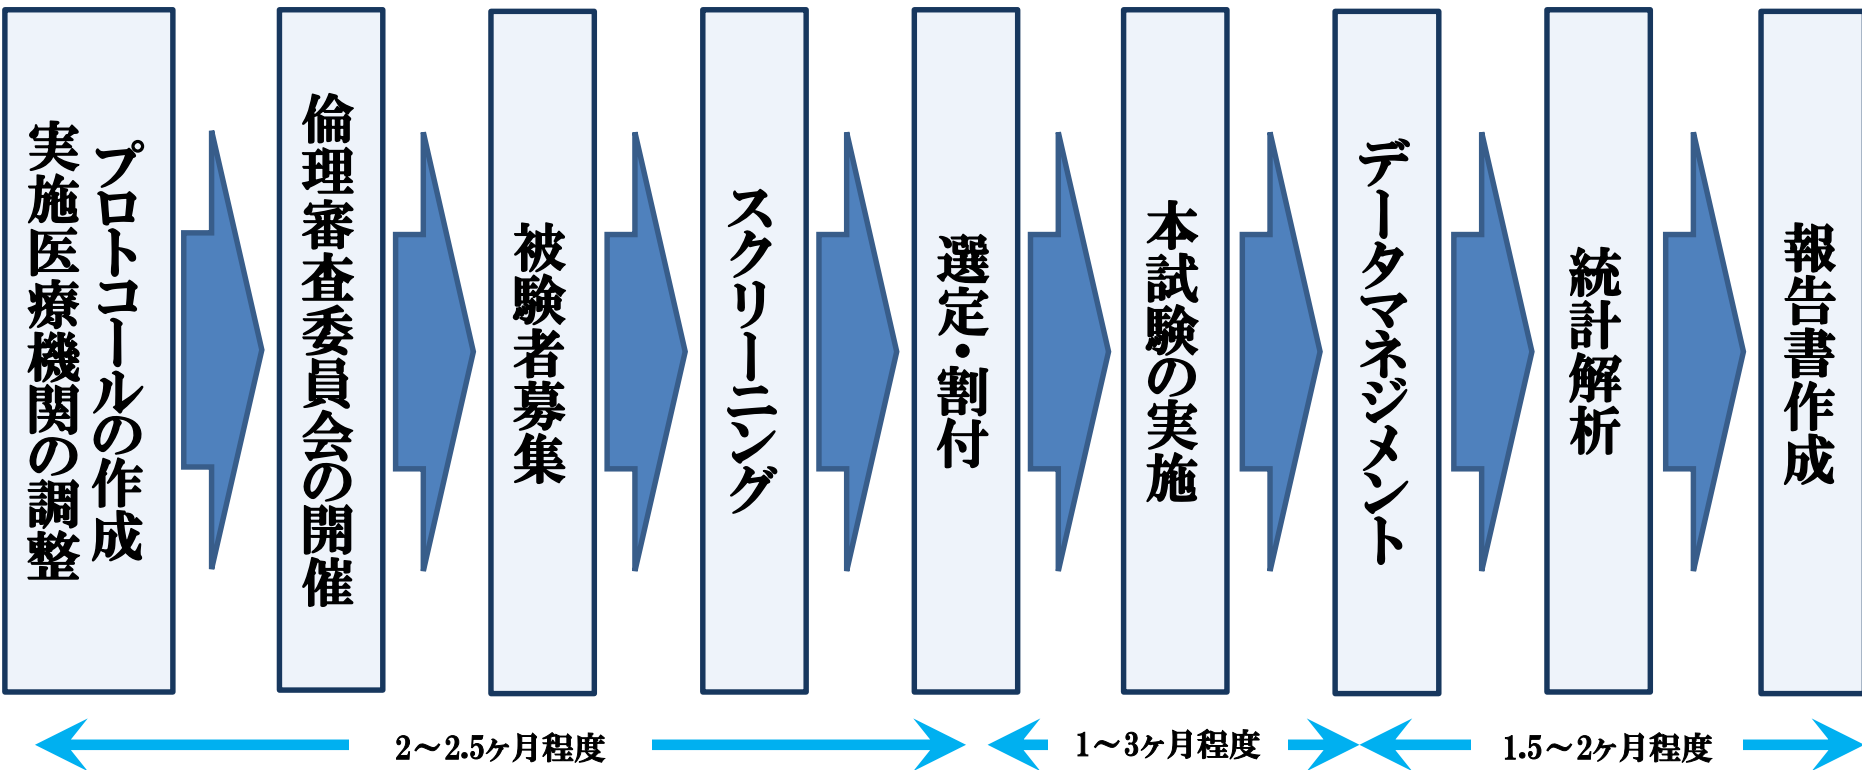 プロトコールの作成
実施医療機関の調整
倫理審査委員会の開催
被験者募集
スクリーニング
選定・割付
本試験の実施
データマネジメント
統計解析
報告書作成
2～2.5ヶ月程度
1～3ヶ月程度
1.5～2ヶ月程度